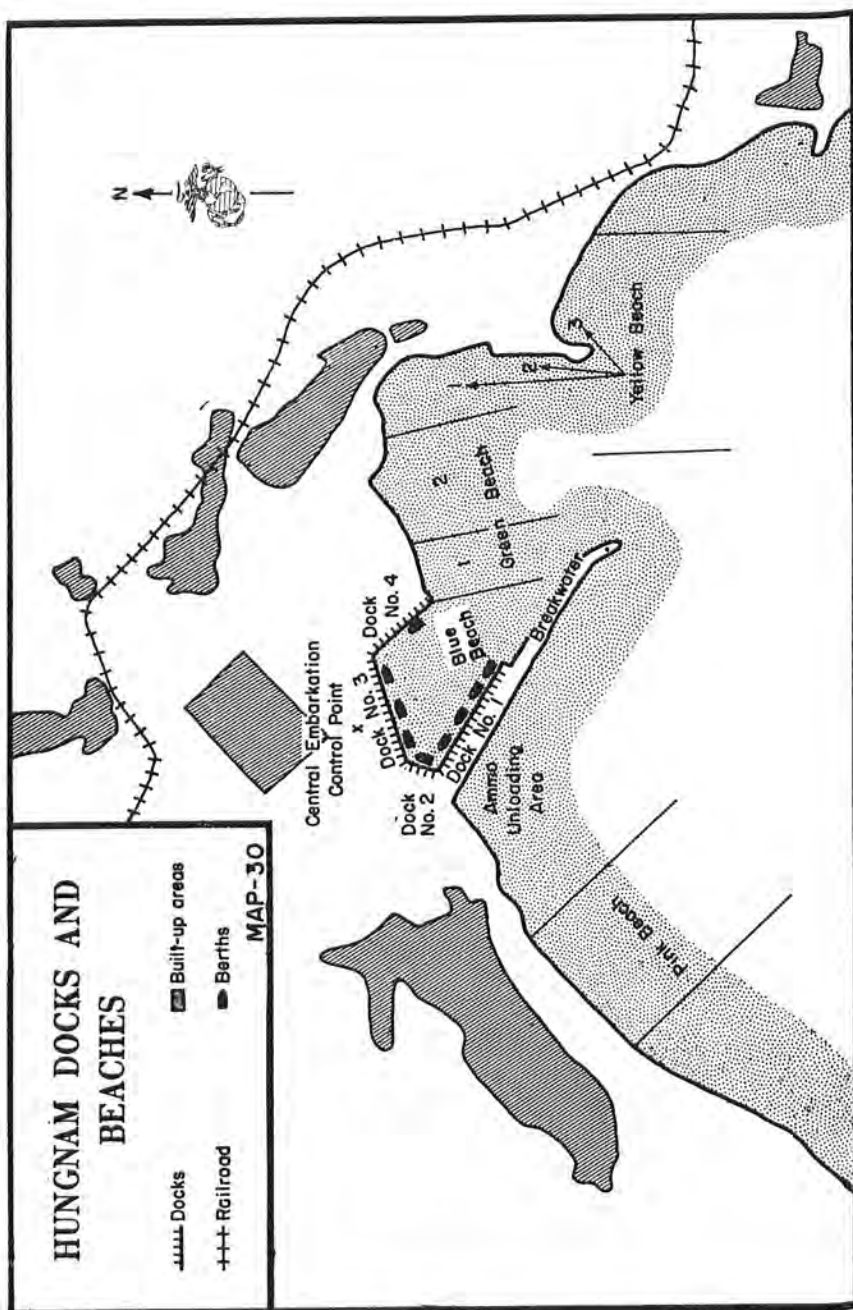 HUNGNAM DOCKS AND
BEACHES
Docks
Built-up areas
Railroad
Berths
MAP-30
N
Central Embarkation
Control Point
x
Dock No. 3
Dock
No. 4
Dock
No. 2
Dock No. 1
Blue
Beach
Breakwater
Ammo
Unloading
Area
Pink Beach
1
2
Green Beach
1
2
3
Yellow Beach